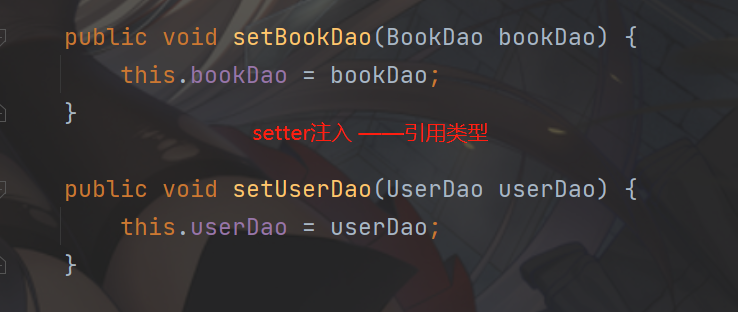 public void setBookDao(BookDao bookDao) {
this.bookDao = bookDao;
}
setter注入 ——引用类型
public void setUserDao(UserDao userDao) {
this.userDao = userDao;
}